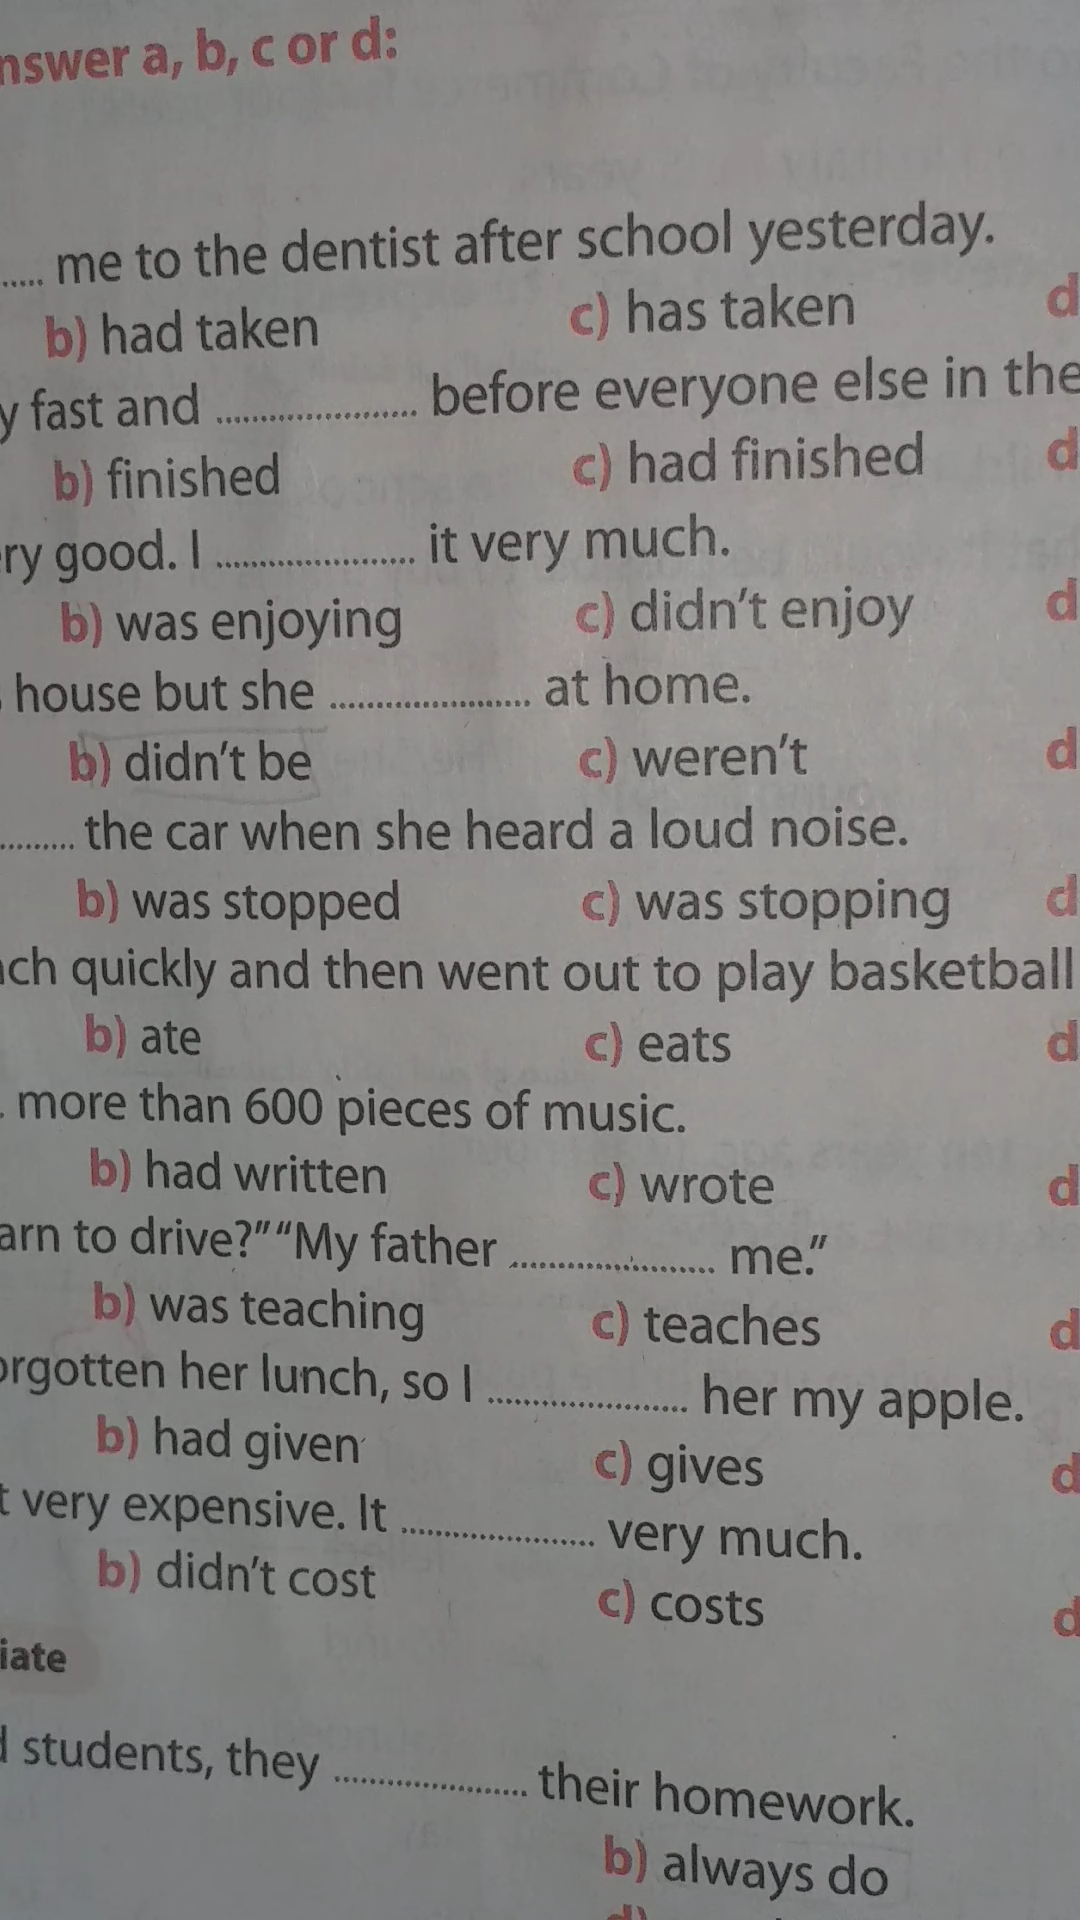 nswer a, b, c or d:
..... me to the dentist after school yesterday.
b) had taken c) has taken d
y fast and ..................... before everyone else in the
b) finished c) had finished d
ry good. I ..................... it very much.
b) was enjoying c) didn't enjoy d
house but she ..................... at home.
b) didn't be c) weren't d
......... the car when she heard a loud noise.
b) was stopped c) was stopping d
ch quickly and then went out to play basketball
b) ate c) eats d
. more than 600 pieces of music.
b) had written c) wrote d
arn to drive?" "My father ..................... me."
b) was teaching c) teaches d
orgotten her lunch, so I ..................... her my apple.
b) had given c) gives d
t very expensive. It ..................... very much.
b) didn't cost c) costs d
iate
d students, they ..................... their homework.
b) always do
d)